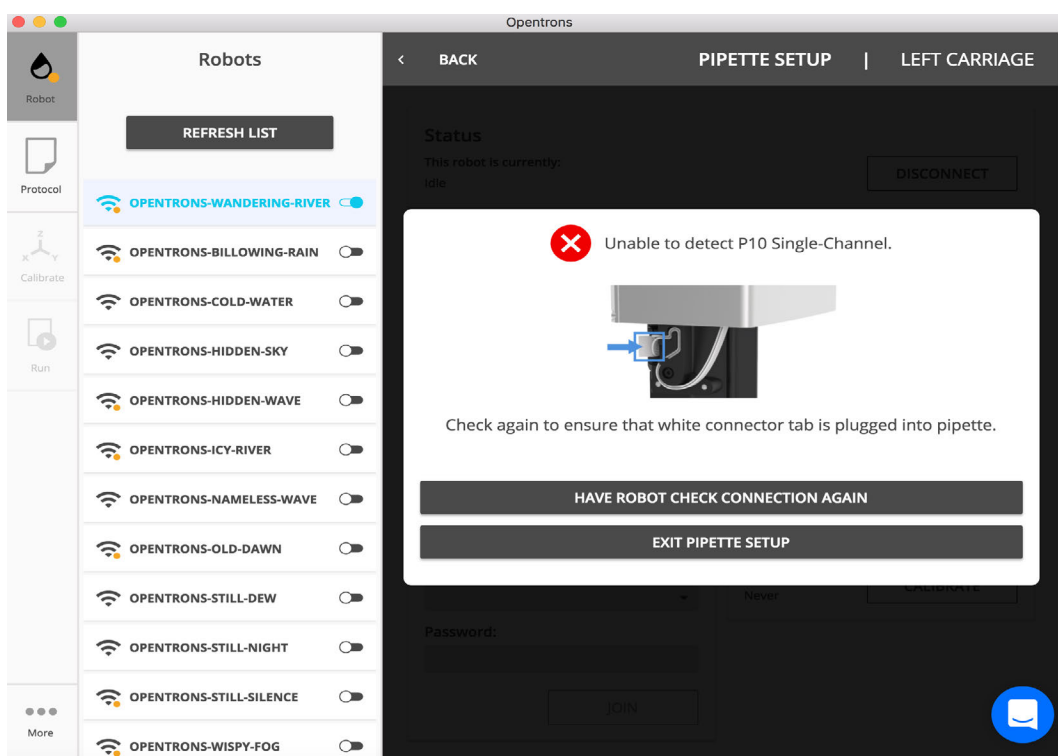 Opentrons
Robot
Protocol
Z
X Y
Calibrate
Run
More
Robots
REFRESH LIST
OPENTRONS-WANDERING-RIVER
OPENTRONS-BILLOWING-RAIN
OPENTRONS-COLD-WATER
OPENTRONS-HIDDEN-SKY
OPENTRONS-HIDDEN-WAVE
OPENTRONS-ICY-RIVER
OPENTRONS-NAMELESS-WAVE
OPENTRONS-OLD-DAWN
OPENTRONS-STILL-DEW
OPENTRONS-STILL-NIGHT
OPENTRONS-STILL-SILENCE
OPENTRONS-WISPY-FOG
< BACK
PIPETTE SETUP | LEFT CARRIAGE
Status
This robot is currently:
Idle
DISCONNECT
Unable to detect P10 Single-Channel.
Check again to ensure that white connector tab is plugged into pipette.
HAVE ROBOT CHECK CONNECTION AGAIN
EXIT PIPETTE SETUP
Never
CALIBRATE
Password:
JOIN